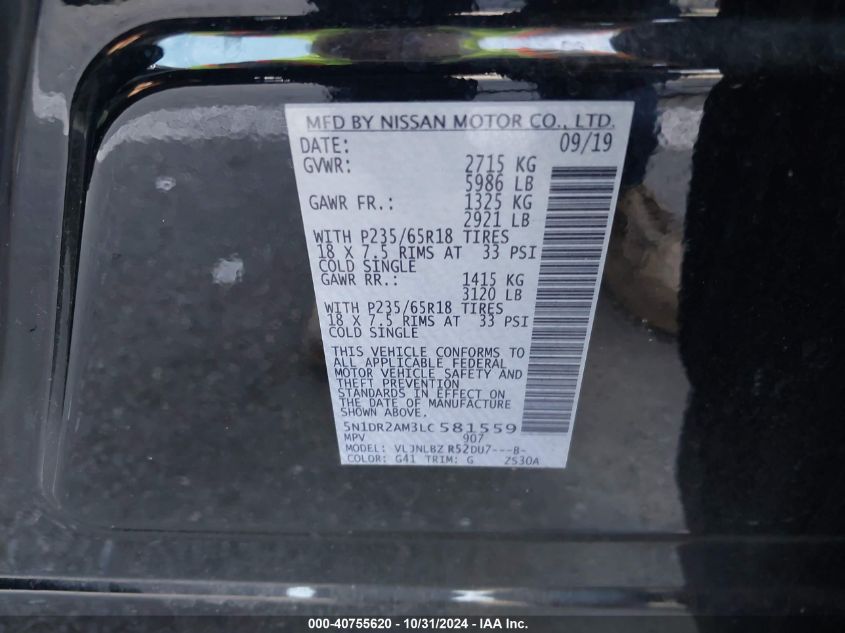 MFD BY NISSAN MOTOR CO., LTD.
DATE: 09/19
GVWR: 2715 KG
5986 LB
GAWR FR.: 1325 KG
2921 LB
WITH P235/65R18 TIRES
18 X 7.5 RIMS AT 33 PSI
COLD SINGLE
GAWR RR.: 1415 KG
3120 LB
WITH P235/65R18 TIRES
18 X 7.5 RIMS AT 33 PSI
COLD SINGLE
THIS VEHICLE CONFORMS TO
ALL APPLICABLE FEDERAL
MOTOR VEHICLE SAFETY AND
THEFT PREVENTION
STANDARDS IN EFFECT ON
THE DATE OF MANUFACTURE
SHOWN ABOVE.
5N1DR2AM3LC 581559
MPV 907
MODEL: VLJNLBZ R52DU7---B-
COLOR: G41 TRIM: G ZS30A
000-40755620 - 10/31/2024 - IAA Inc.